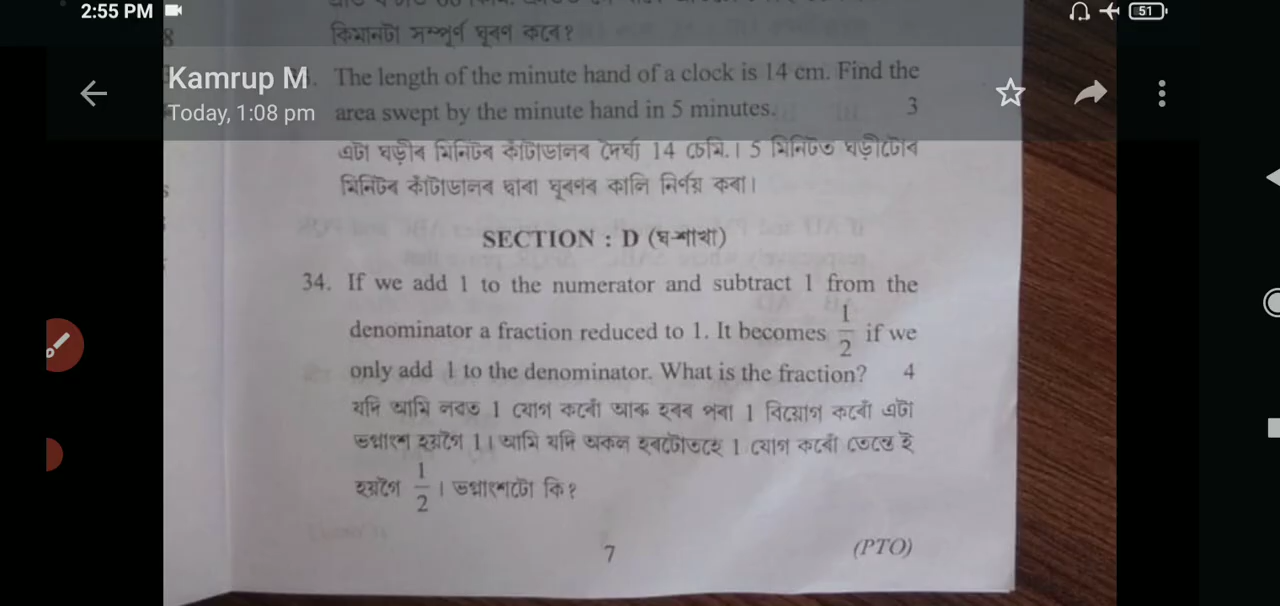 2:55 PM
51
8
কিমানটা সম্পূৰ্ণ ঘূৰণ কৰে?
Kamrup M
Today, 1:08 pm
. The length of the minute hand of a clock is 14 cm. Find the
area swept by the minute hand in 5 minutes. 3
এটা ঘড়ীৰ মিনিটৰ কাঁটাডালৰ দৈৰ্ঘ্য 14 চেমি.। 5 মিনিটত ঘড়ীটোৰ
মিনিটৰ কাঁটাডালৰ দ্বাৰা ঘূৰণৰ কালি নিৰ্ণয় কৰা।
SECTION : D (ঘ-শাখা)
34. If we add 1 to the numerator and subtract 1 from the
denominator a fraction reduced to 1. It becomes 1/2 if we
only add 1 to the denominator. What is the fraction? 4
যদি আমি লবত 1 যোগ কৰোঁ আৰু হৰৰ পৰা 1 বিয়োগ কৰোঁ এটা
ভগ্নাংশ হয়গৈ 1। আমি যদি অকল হৰটোতহে 1 যোগ কৰোঁ তেন্তে ই
হয়গৈ 1/2 । ভগ্নাংশটো কি?
7
(PTO)